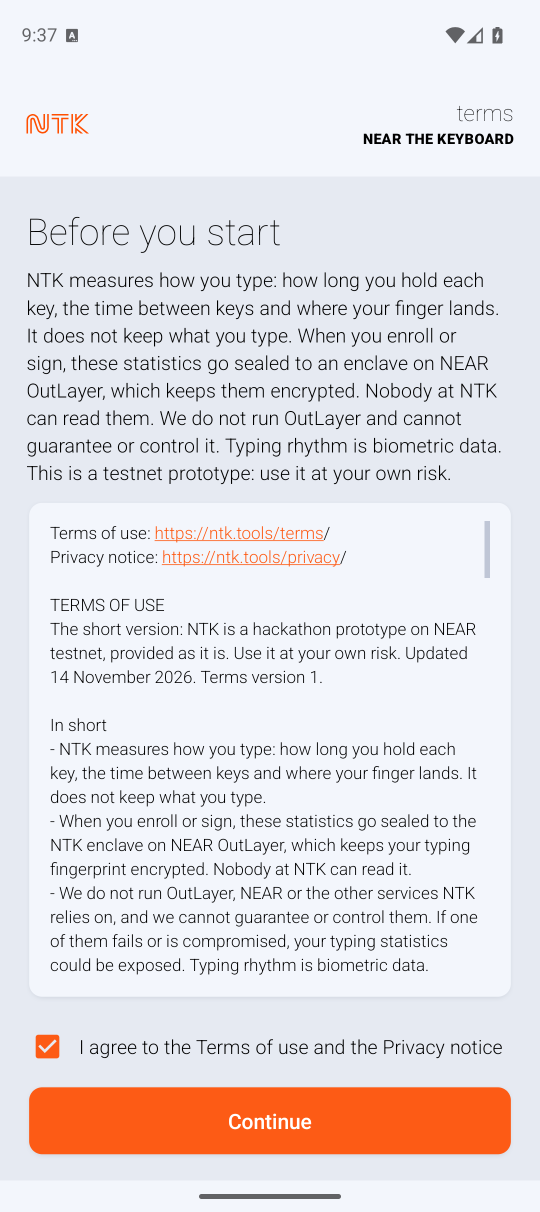 9:37
NTK
terms
NEAR THE KEYBOARD
Before you start
NTK measures how you type: how long you hold each
key, the time between keys and where your finger lands.
It does not keep what you type. When you enroll or
sign, these statistics go sealed to an enclave on NEAR
OutLayer, which keeps them encrypted. Nobody at NTK
can read them. We do not run OutLayer and cannot
guarantee or control it. Typing rhythm is biometric data.
This is a testnet prototype: use it at your own risk.
Terms of use: https://ntk.tools/terms/
Privacy notice: https://ntk.tools/privacy/
TERMS OF USE
The short version: NTK is a hackathon prototype on NEAR
testnet, provided as it is. Use it at your own risk. Updated
14 November 2026. Terms version 1.
In short
- NTK measures how you type: how long you hold each
key, the time between keys and where your finger lands. It
does not keep what you type.
- When you enroll or sign, these statistics go sealed to the
NTK enclave on NEAR OutLayer, which keeps your typing
fingerprint encrypted. Nobody at NTK can read it.
- We do not run OutLayer, NEAR or the other services NTK
relies on, and we cannot guarantee or control them. If one
of them fails or is compromised, your typing statistics
could be exposed. Typing rhythm is biometric data.
I agree to the Terms of use and the Privacy notice
Continue